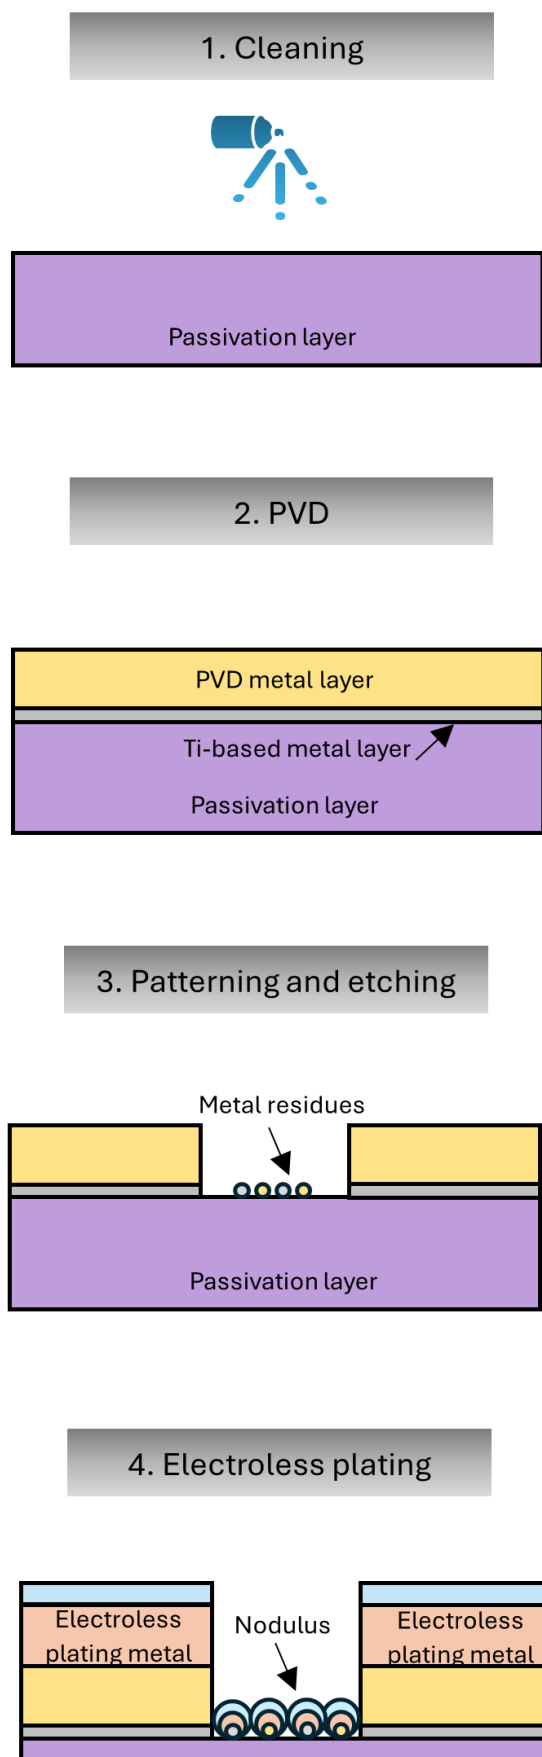 1. Cleaning
Passivation layer
2. PVD
PVD metal layer
Ti-based metal layer
Passivation layer
3. Patterning and etching
Metal residues
Passivation layer
4. Electroless plating
Electroless
plating metal
Nodulus
Electroless
plating metal